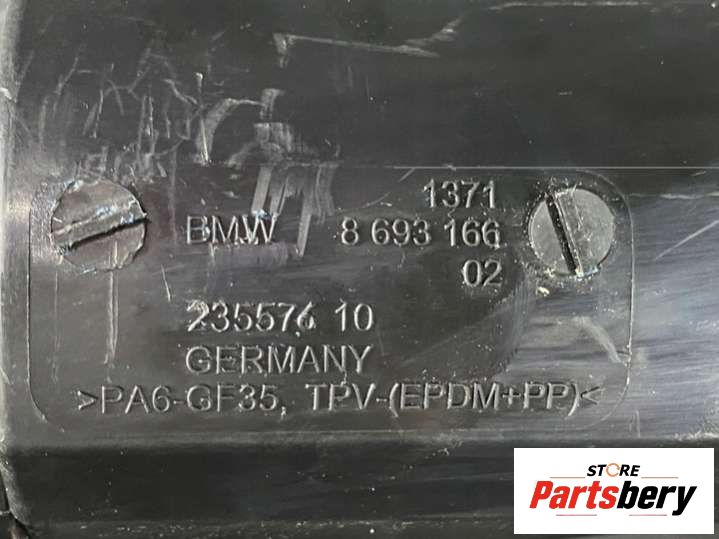 1371
BMW 8 693 166
02
235576 10
GERMANY
>PA6-GF35, TPV-(EPDM+PP)<
STORE
Partsbery